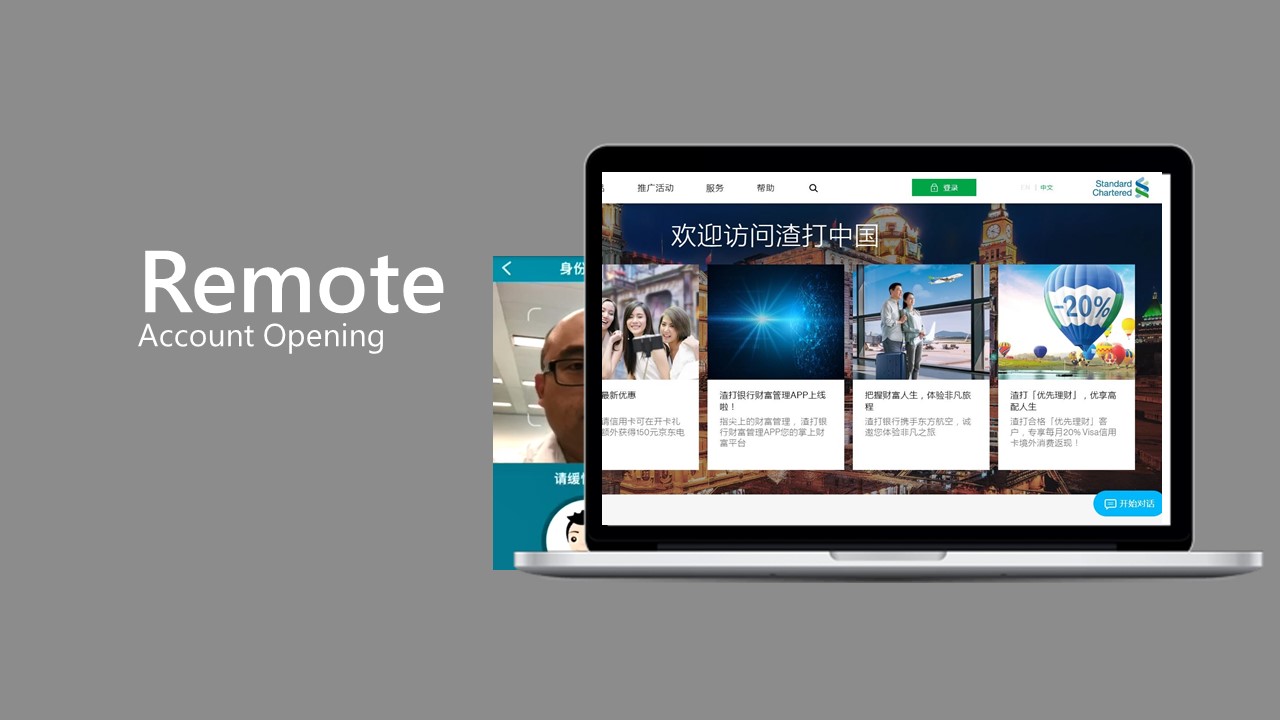 Remote
Account Opening
身份
请缓慢
推广活动 服务 帮助
登录
EN | 中文
Standard
Chartered
欢迎访问渣打中国
-20%
最新优惠
请信用卡可在开卡礼
额外获得150元京东电
渣打银行财富管理APP上线
啦！
指尖上的财富管理，渣打银
行财富管理APP您的掌上财
富平台
把握财富人生，体验非凡旅
程
渣打银行携手东方航空，诚
邀您体验非凡之旅
渣打「优先理财」，优享高
配人生
渣打合格「优先理财」客
户，专享每月20% Visa信用
卡境外消费返现！
开始对话